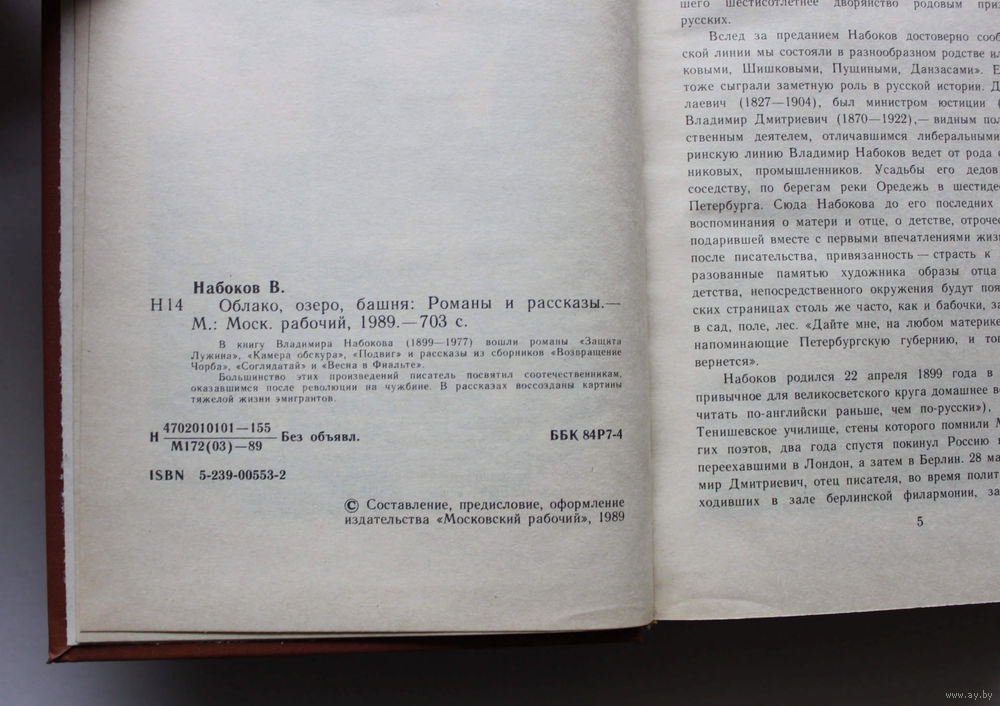 Набоков В.
Н14 Облако, озеро, башня: Романы и рассказы.—
М.: Моск. рабочий, 1989.—703 с.
В книгу Владимира Набокова (1899—1977) вошли романы «Защита
Лужина», «Камера обскура», «Подвиг» и рассказы из сборников «Возвращение
Чорба», «Соглядатай» и «Весна в Фиальте».
Большинство этих произведений писатель посвятил соотечественникам,
оказавшимся после революции на чужбине. В рассказах воссозданы картины
тяжелой жизни эмигрантов.
Н 4702010101—155
М172(03)—89 Без объявл. ББК 84Р7-4
ISBN 5-239-00553-2
© Составление, предисловие, оформление
издательства «Московский рабочий», 1989
шего шестисотлетнее дворянство родовым
русских.
Вслед за преданием Набоков достоверно
ской линии мы состояли в разнообразном родстве
ковыми, Шишковыми, Пущиными, Данзасами».
тоже сыграли заметную роль в русской истории.
лаевич (1827—1904), был министром юстиции
Владимир Дмитриевич (1870—1922),— видным
ственным деятелем, отличавшимся либеральными
ринскую линию Владимир Набоков ведет от рода
никовых, промышленников. Усадьбы его дедов
соседству, по берегам реки Оредежь в
Петербурга. Сюда Набокова до его последних
воспоминания о матери и отце, о детстве,
подарившей вместе с первыми впечатлениями
после писательства, привязанность — страсть к
разованные памятью художника образы отца
детства, непосредственного окружения будут
ских страницах столь же часто, как и бабочки,
в сад, поле, лес. «Дайте мне, на любом материке
напоминающие Петербургскую губернию, и
вернется».
Набоков родился 22 апреля 1899 года в
привычное для великосветского круга домашнее
читать по-английски раньше, чем по-русски»),
Тенишевское училище, стены которого помнили
гих поэтов, два года спустя покинул Россию
переехавшими в Лондон, а затем в Берлин. 28
мир Дмитриевич, отец писателя, во время
ходивших в зале берлинской филармонии,
5
www.ay.by